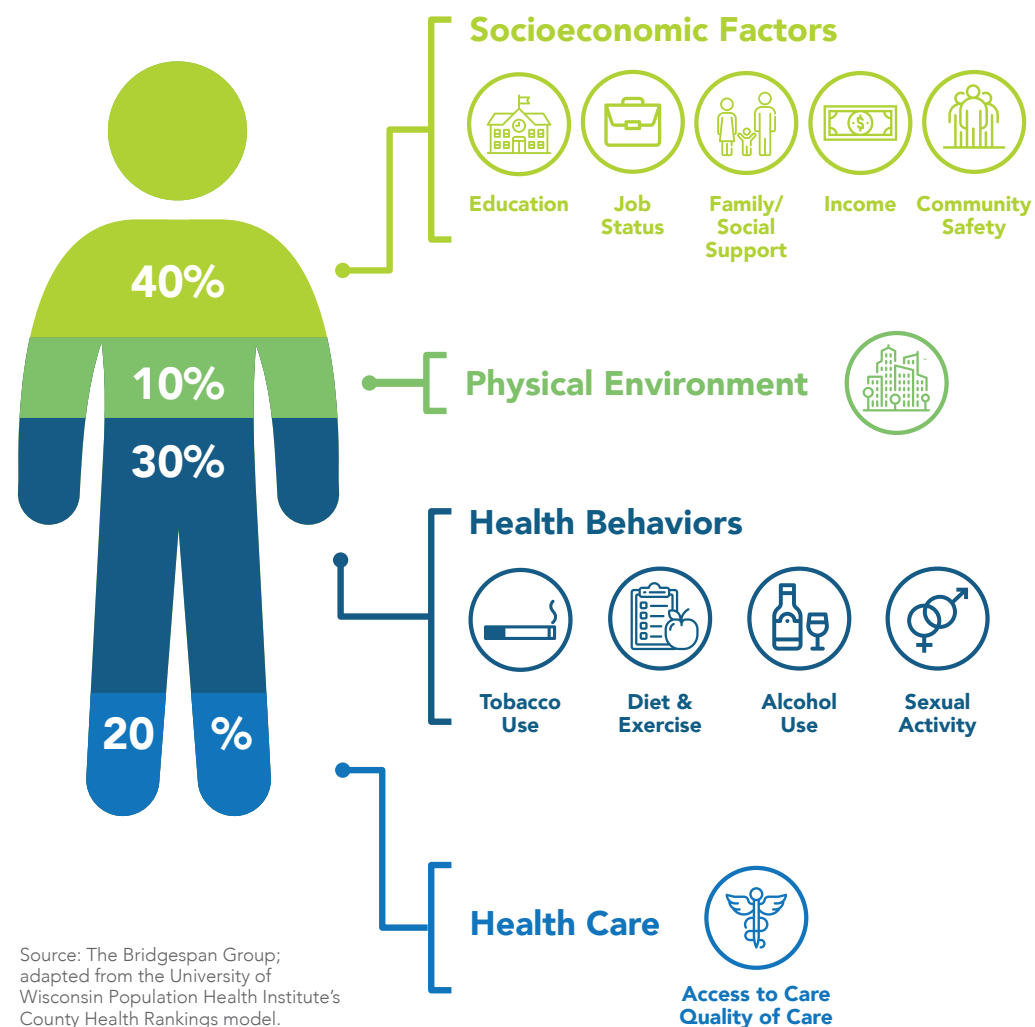 Socioeconomic Factors
Education
Job
Status
Family/
Social
Support
Income
Community
Safety
40%
10%
Physical Environment
30%
Health Behaviors
Tobacco
Use
Diet &
Exercise
Alcohol
Use
Sexual
Activity
20 %
Health Care
Access to Care
Quality of Care
Source: The Bridgespan Group;
adapted from the University of
Wisconsin Population Health Institute’s
County Health Rankings model.